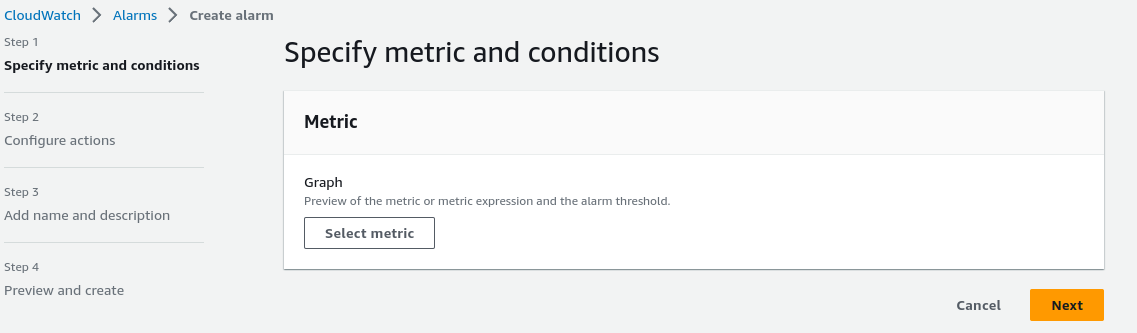 CloudWatch > Alarms > Create alarm
Step 1
Specify metric and conditions
Step 2
Configure actions
Step 3
Add name and description
Step 4
Preview and create
Specify metric and conditions
Metric
Graph
Preview of the metric or metric expression and the alarm threshold.
Select metric
Cancel Next